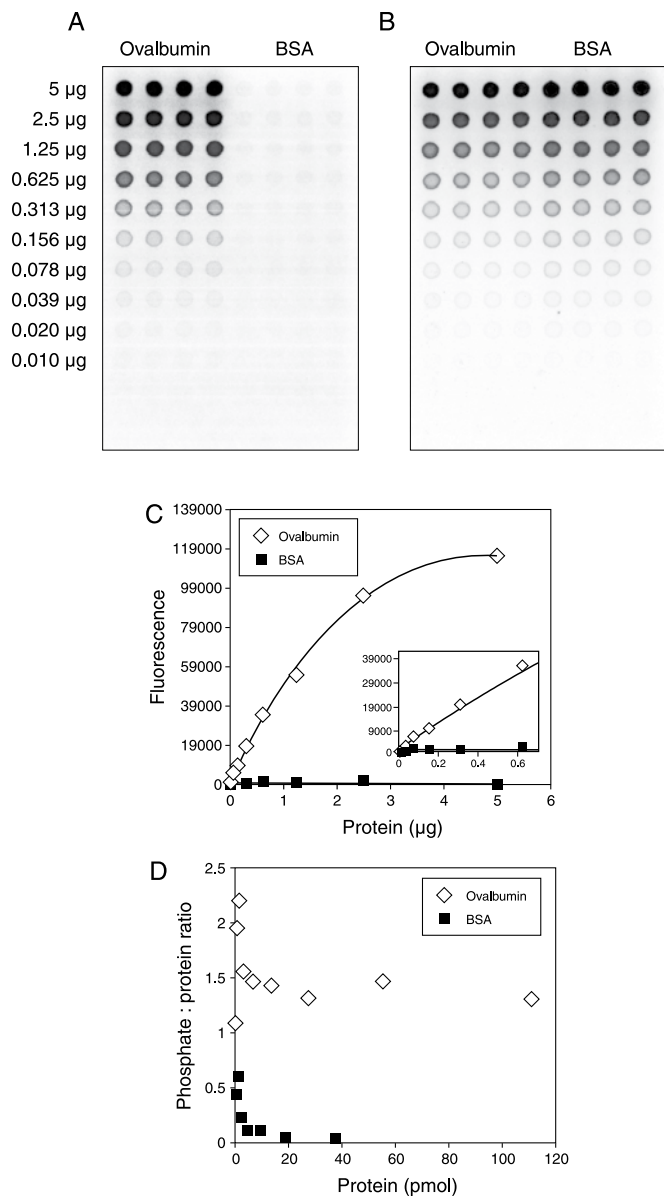 A
B
Ovalbumin BSA
Ovalbumin BSA
5 µg
2.5 µg
1.25 µg
0.625 µg
0.313 µg
0.156 µg
0.078 µg
0.039 µg
0.020 µg
0.010 µg
C
139000
119000
99000
79000
59000
39000
19000
0
Fluorescence
Ovalbumin
BSA
39000
29000
19000
9000
0
0 0.2 0.4 0.6
0 1 2 3 4 5 6
Protein (µg)
D
2.5
2
1.5
1
0.5
0
Phosphate : protein ratio
Ovalbumin
BSA
0 20 40 60 80 100 120
Protein (pmol)